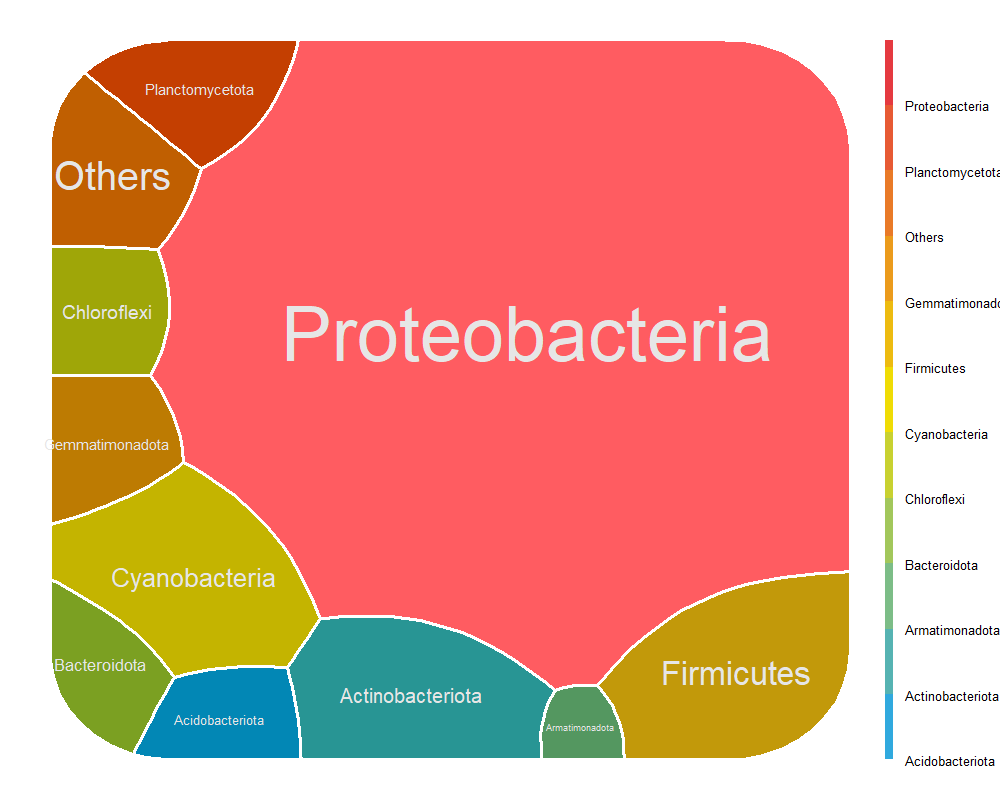 Planctomycetota
Others
Chloroflexi
Proteobacteria
Gemmatimonadota
Cyanobacteria
Bacteroidota
Acidobacteriota
Actinobacteriota
Armatimonadota
Firmicutes
Proteobacteria
Planctomycetota
Others
Gemmatimonado
Firmicutes
Cyanobacteria
Chloroflexi
Bacteroidota
Armatimonadota
Actinobacteriota
Acidobacteriota